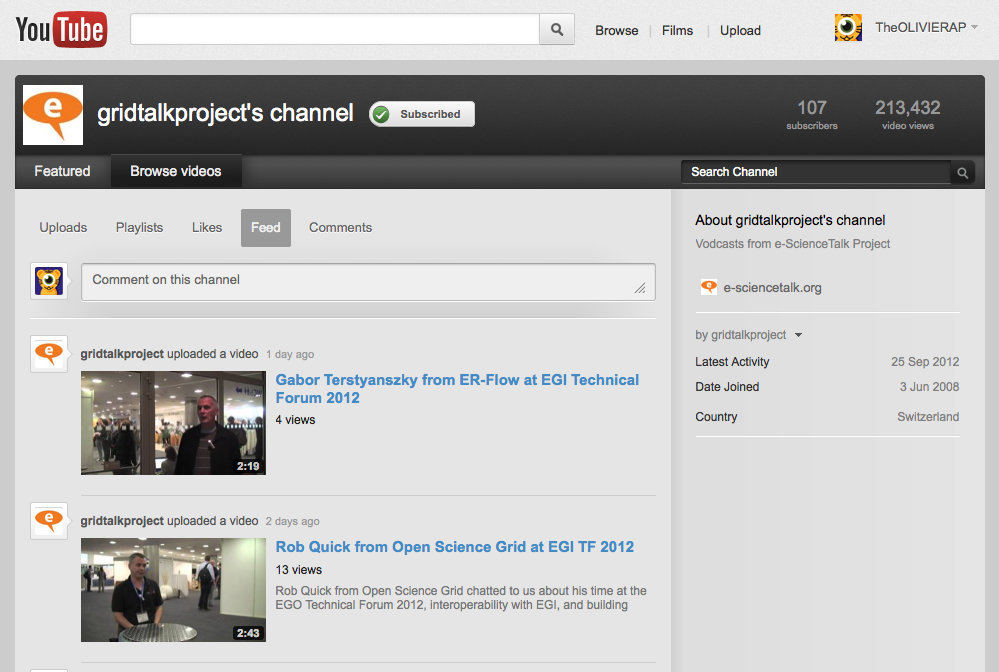 YouTube
Browse
Films
Upload
TheOLIVIERAP
e
gridtalkproject's channel
Subscribed
107
subscribers
213,432
video views
Featured
Browse videos
Search Channel
Uploads
Playlists
Likes
Feed
Comments
Comment on this channel
gridtalkproject uploaded a video 1 day ago
Gabor Terstyanszky from ER-Flow at EGI Technical
Forum 2012
4 views
2:19
gridtalkproject uploaded a video 2 days ago
Rob Quick from Open Science Grid at EGI TF 2012
13 views
Rob Quick from Open Science Grid chatted to us about his time at the
EGO Technical Forum 2012, interoperability with EGI, and building
2:43
About gridtalkproject's channel
Vodcasts from e-ScienceTalk Project
e-sciencetalk.org
by gridtalkproject
Latest Activity 25 Sep 2012
Date Joined 3 Jun 2008
Country Switzerland